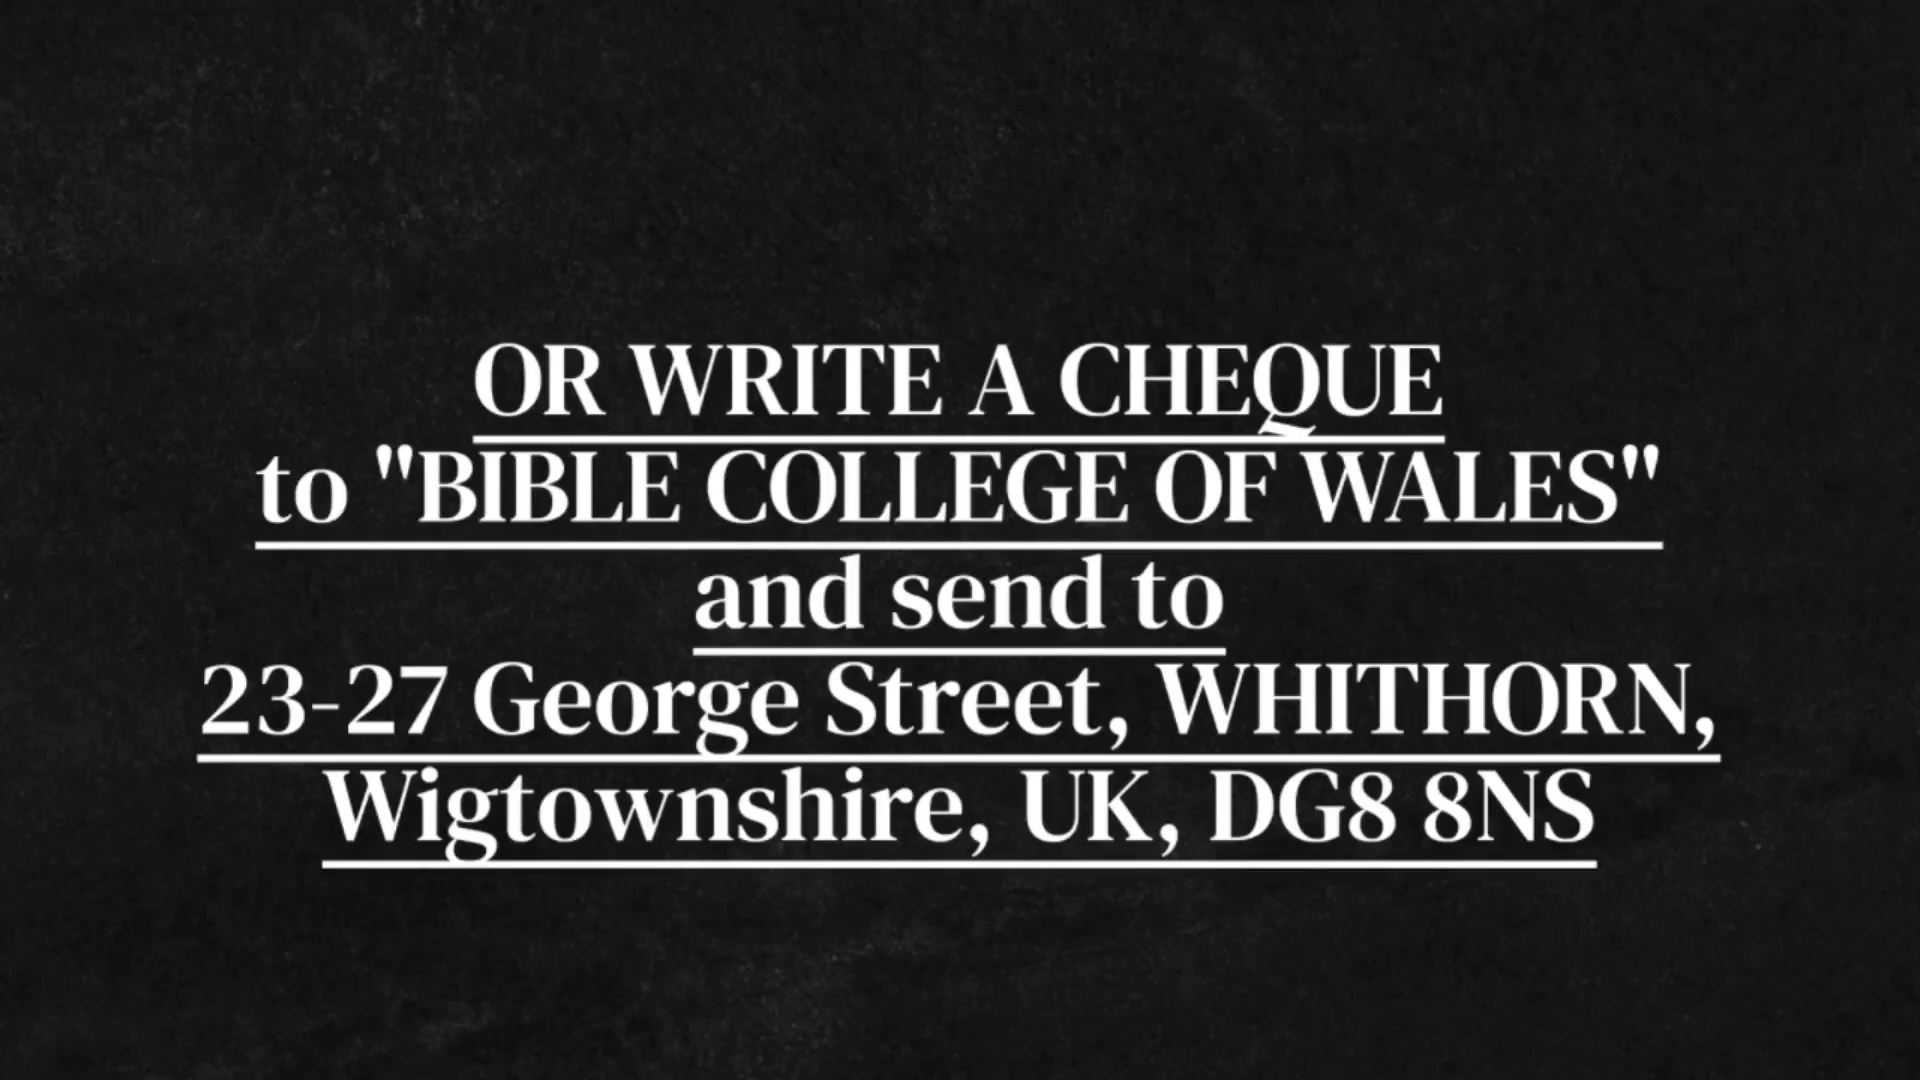 OR WRITE A CHEQUE
to "BIBLE COLLEGE OF WALES"
and send to
23-27 George Street, WHITHORN,
Wigtownshire, UK, DG8 8NS